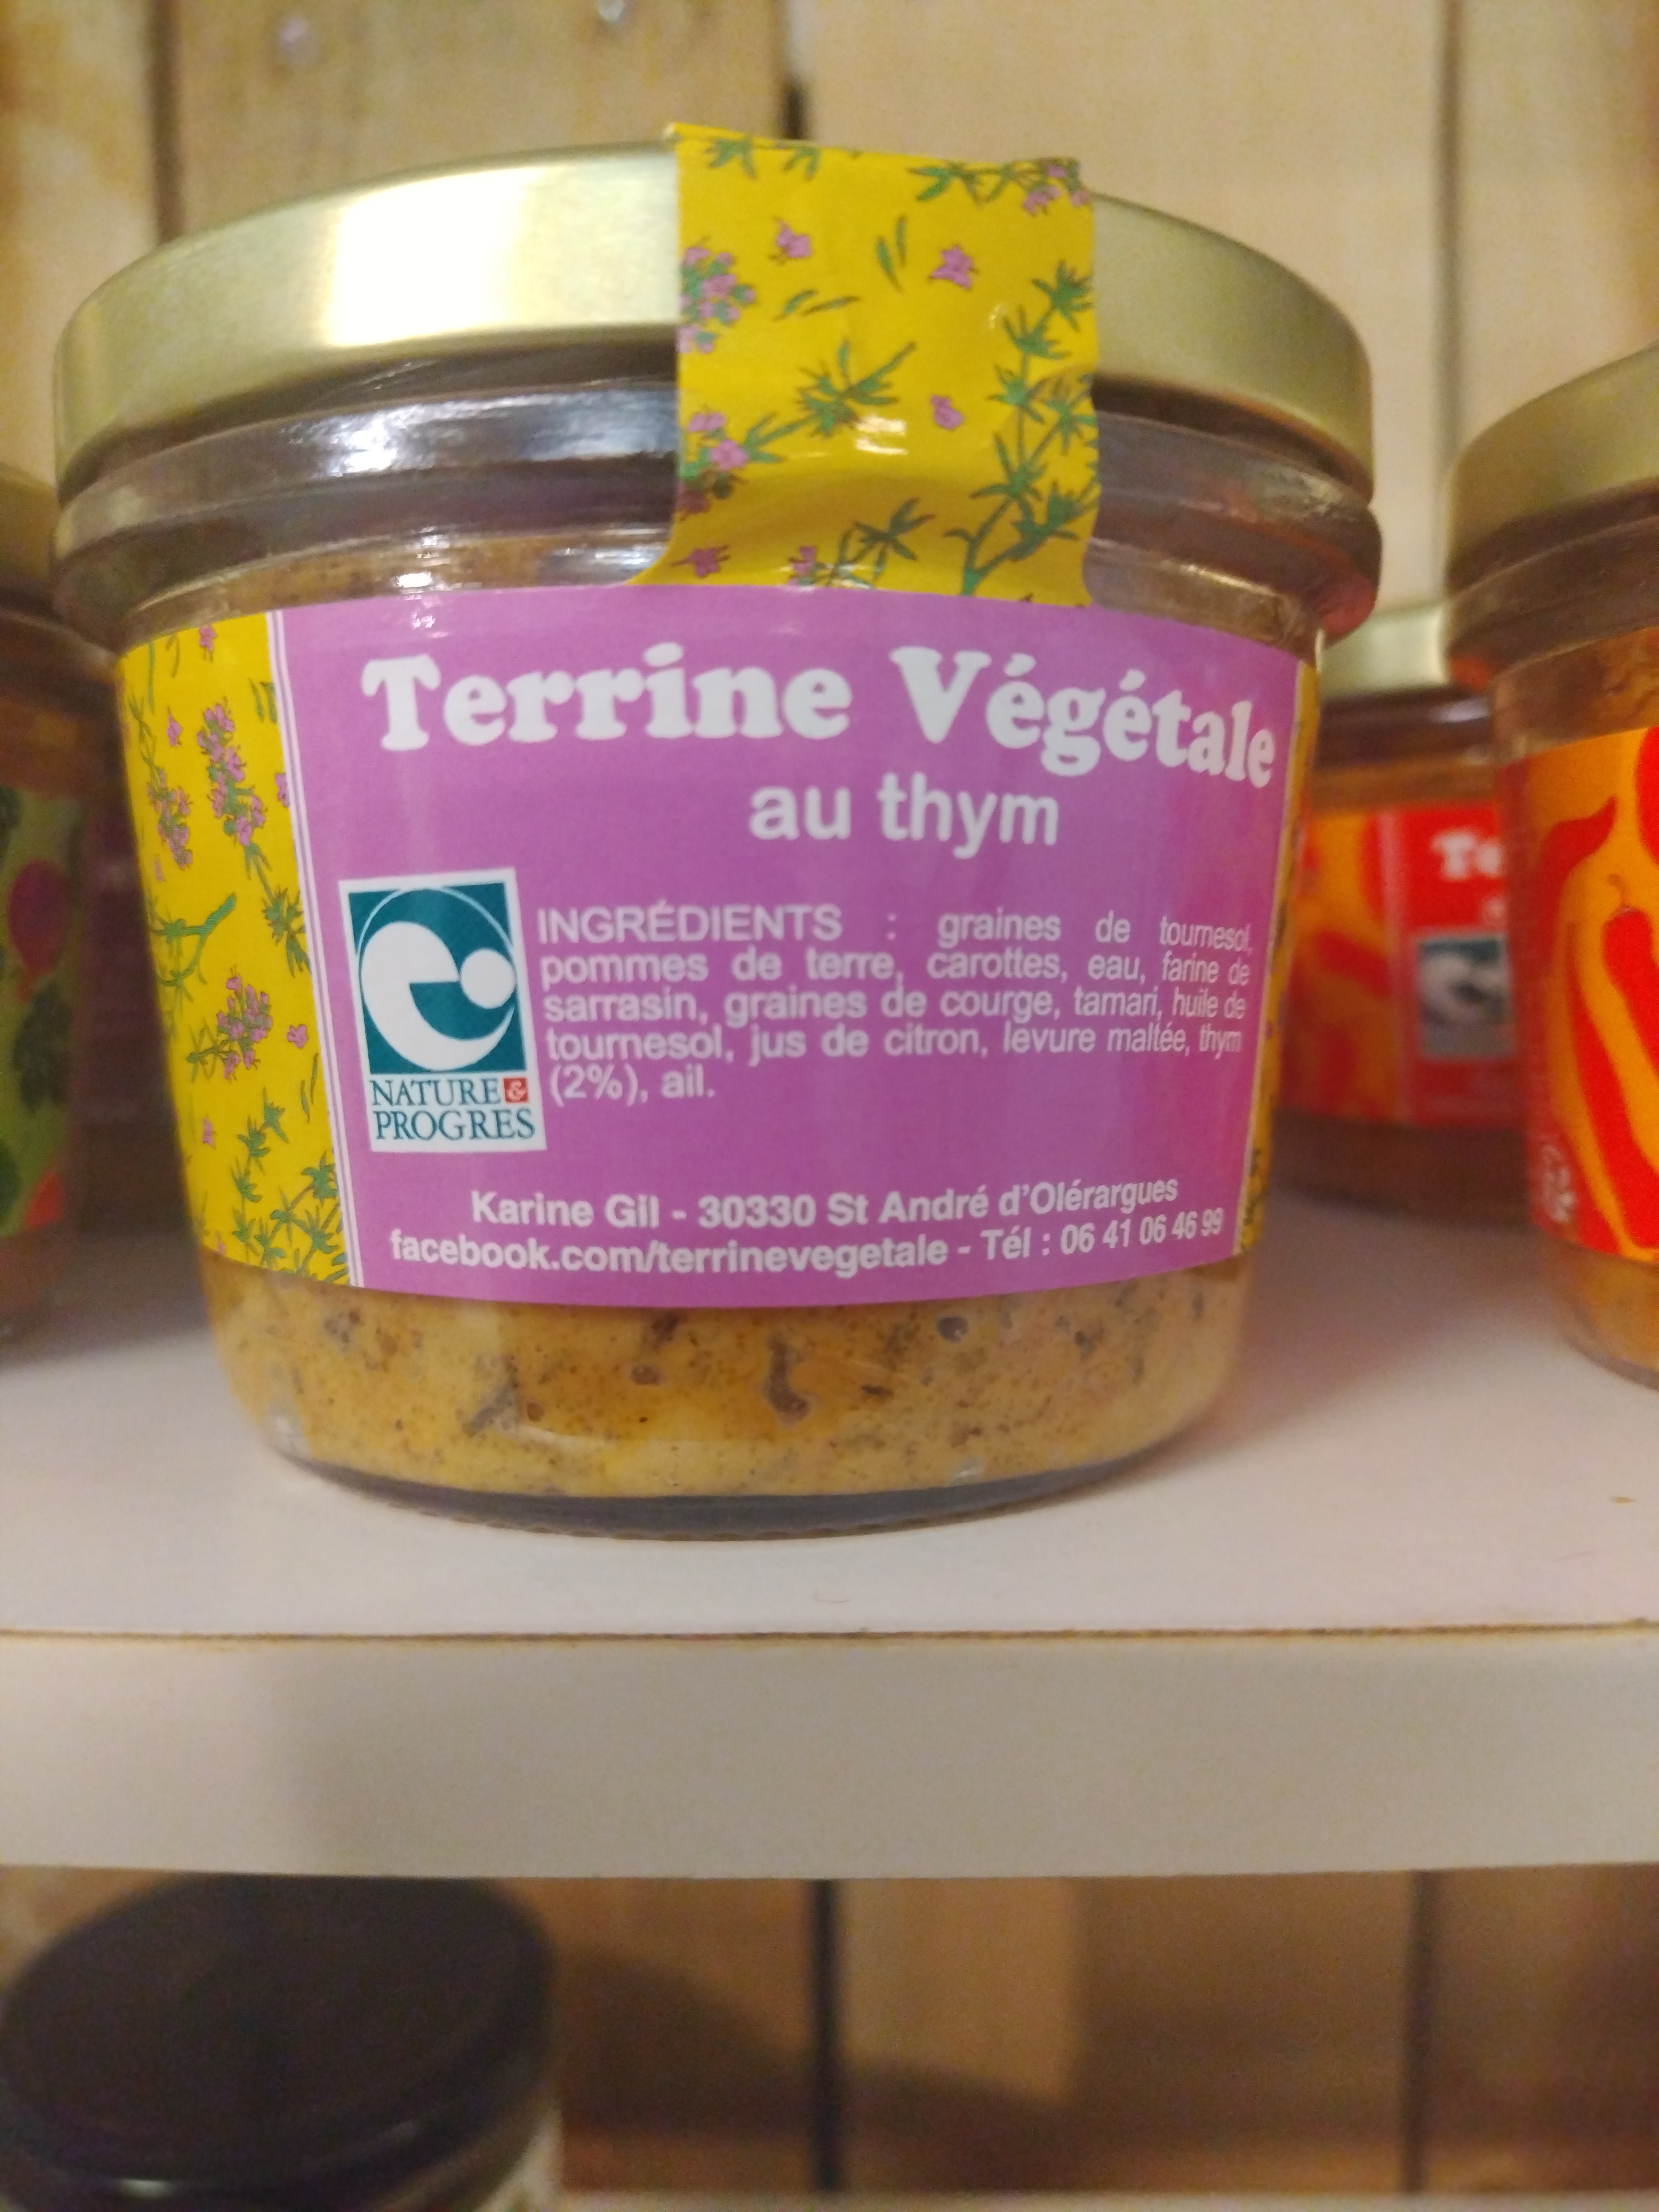 Terrine Végétale
au thym
INGRÉDIENTS : graines de tournesol,
pommes de terre, carottes, eau, farine de
sarrasin, graines de courge, tamari, huile de
tournesol, jus de citron, levure maltée, thym
(2%), ail.
NATURE &
PROGRES
Karine Gil - 30330 St André d'Olérargues
facebook.com/terrinevegetale - Tél : 06 41 06 46 99
Te